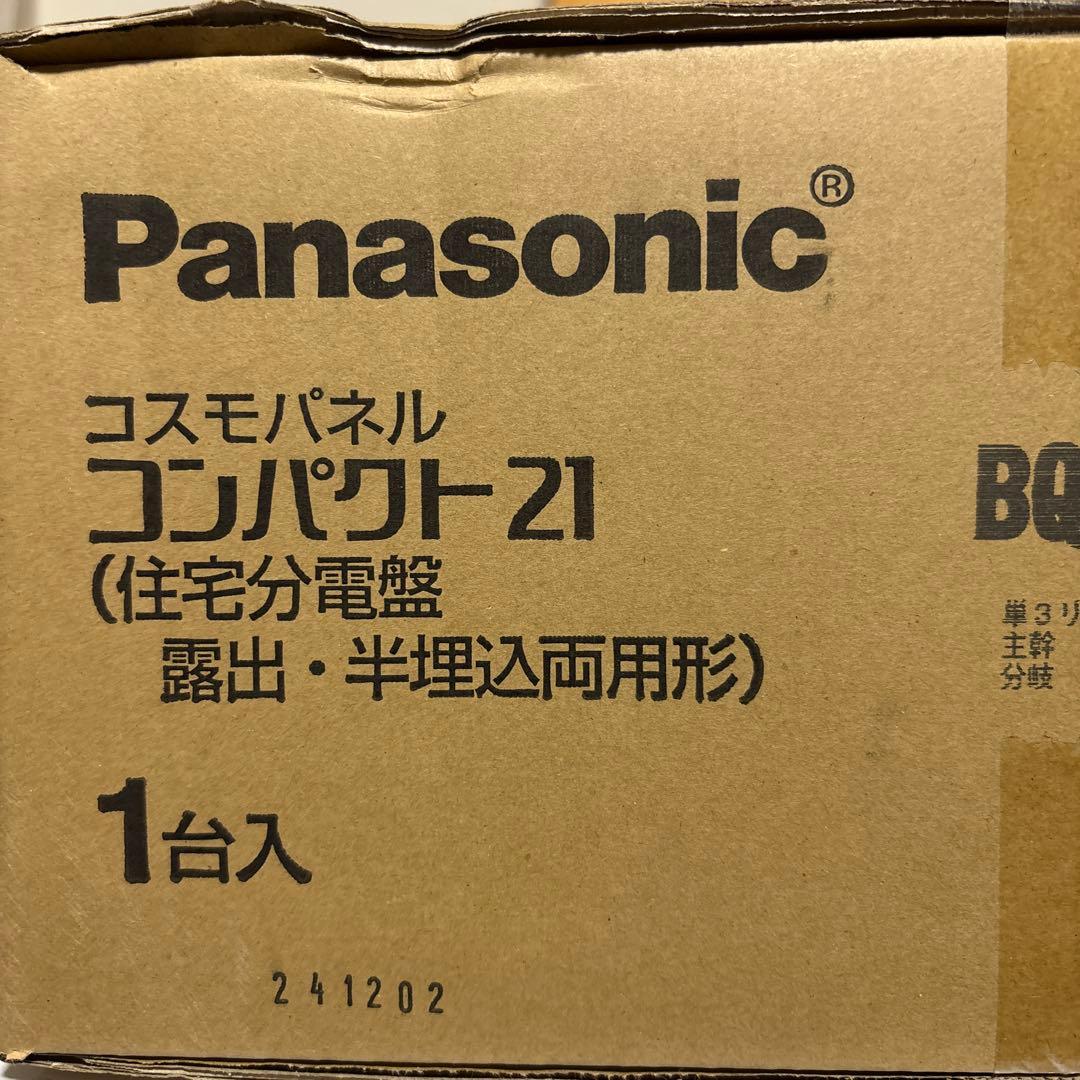 Panasonic®
コスモパネル
コンパクト21
(住宅分電盤
露出・半埋込両用形)
1台入
241202
BQ
単3リ
主幹
分岐